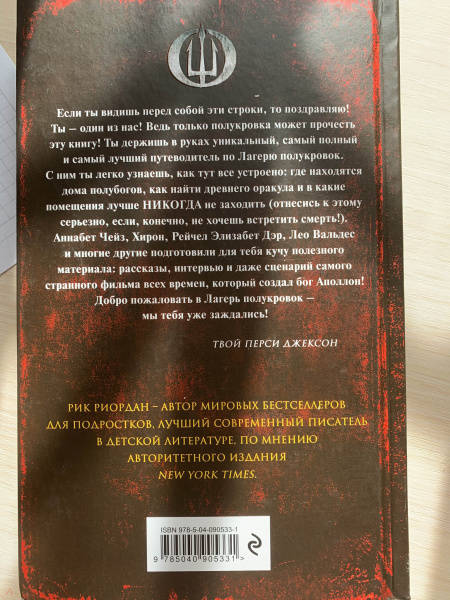 Если ты видишь перед собой эти строки, то поздравляю!
Ты – один из нас! Ведь только полукровка может прочесть
эту книгу! Ты держишь в руках уникальный, самый полный
и самый лучший путеводитель по Лагерю полукровок.
С ним ты легко узнаешь, как тут все устроено: где находятся
дома полубогов, как найти древнего оракула и в какие
помещения лучше НИКОГДА не заходить (отнесись к этому
серьезно, если, конечно, не хочешь встретить смерть!).
Аннабет Чейз, Хирон, Рейчел Элизабет Дэр, Лео Вальдес
и многие другие подготовили для тебя кучу полезного
материала: рассказы, интервью и даже сценарий самого
странного фильма всех времен, который создал бог Аполлон!
Добро пожаловать в Лагерь полукровок –
мы тебя уже заждались!
ТВОЙ ПЕРСИ ДЖЕКСОН
РИК РИОРДАН – АВТОР МИРОВЫХ БЕСТСЕЛЛЕРОВ
ДЛЯ ПОДРОСТКОВ, ЛУЧШИЙ СОВРЕМЕННЫЙ ПИСАТЕЛЬ
В ДЕТСКОЙ ЛИТЕРАТУРЕ, ПО МНЕНИЮ
АВТОРИТЕТНОГО ИЗДАНИЯ
NEW YORK TIMES.
ISBN 978-5-04-090533-1
9 785040 905331>